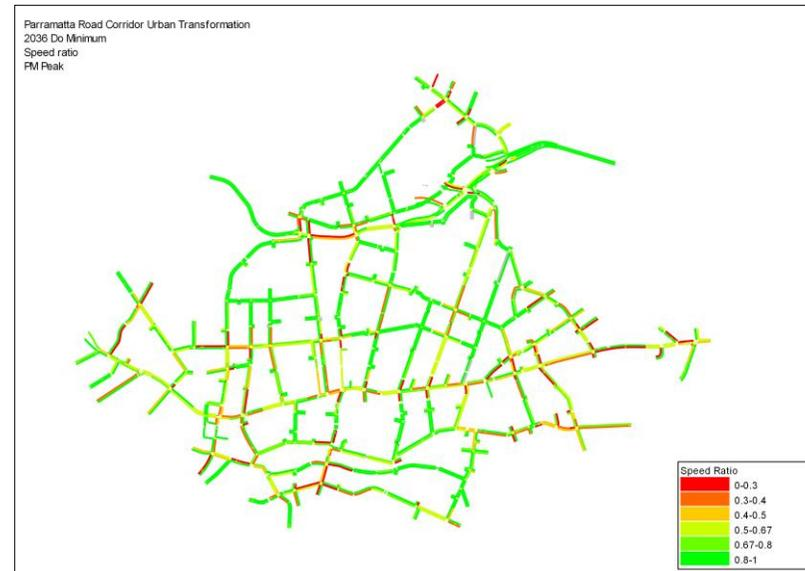 Parramatta Road Corridor Urban Transformation
2036 Do Minimum
Speed ratio
PM Peak
Speed Ratio
0-0.3
0.3-0.4
0.4-0.5
0.5-0.67
0.67-0.8
0.8-1